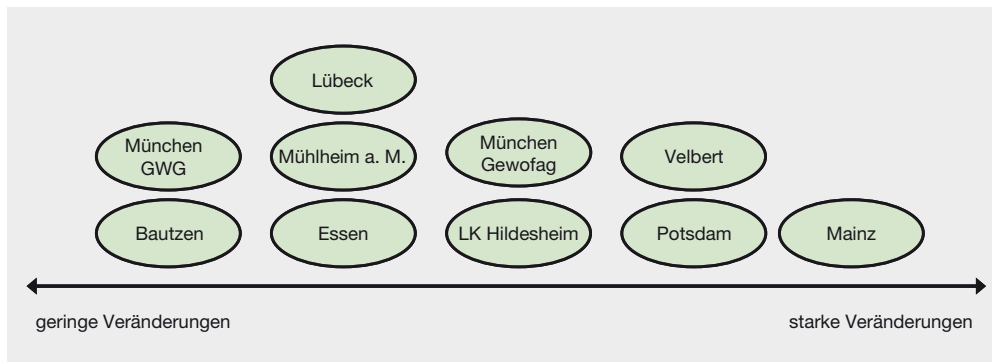 Lübeck
München
GWG
Mühlheim a. M.
München
Gewofag
Velbert
Bautzen
Essen
LK Hildesheim
Potsdam
Mainz
geringe Veränderungen
starke Veränderungen